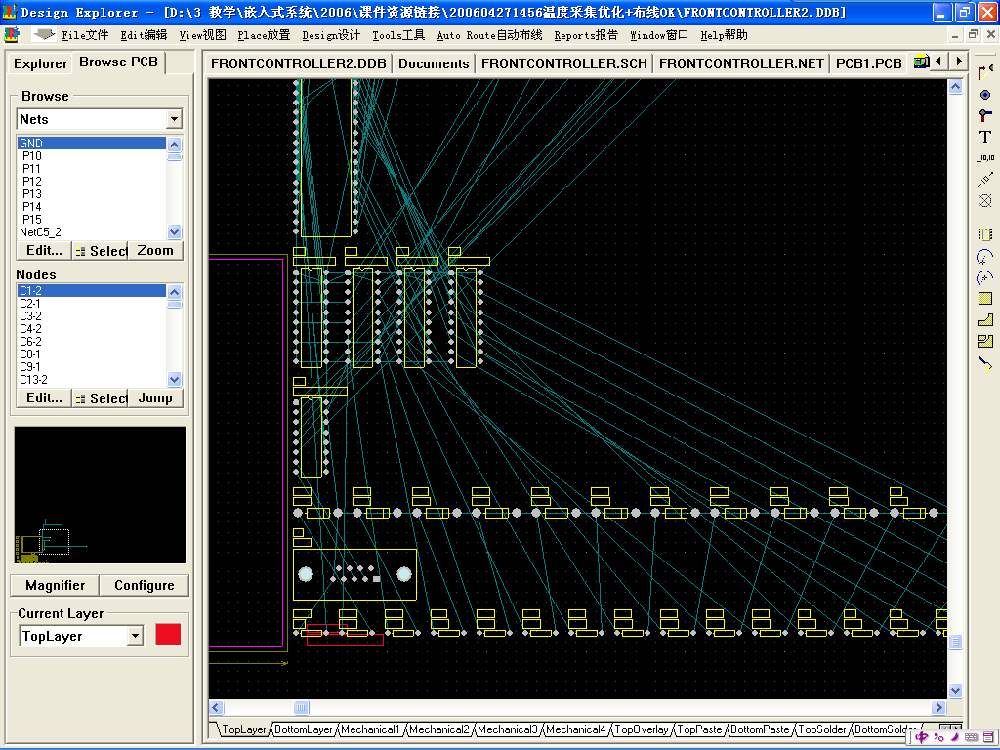 Design Explorer - [D:\3 教学\嵌入式系统\2006\课件资源链接\200604271456温度采集优化+布线OK\FRONTCONTROLLER2.DDB]
File文件 Edit编辑 View视图 Place放置 Design设计 Tools工具 Auto Route自动布线 Reports报告 Window窗口 Help帮助
Explorer Browse PCB
FRONTCONTROLLER2.DDB Documents FRONTCONTROLLER.SCH FRONTCONTROLLER.NET PCB1.PCB
Browse
Nets
GND
IP10
IP11
IP12
IP13
IP14
IP15
NetC5_2
Edit... Select Zoom
Nodes
C1-2
C2-1
C3-2
C4-2
C6-2
C8-1
C9-1
C13-2
Edit... Select Jump
Magnifier Configure
Current Layer
TopLayer
T
+10,10
TopLayer BottomLayer Mechanical1 Mechanical2 Mechanical3 Mechanical4 TopOverlay TopPaste BottomPaste TopSolder BottomSolde
中